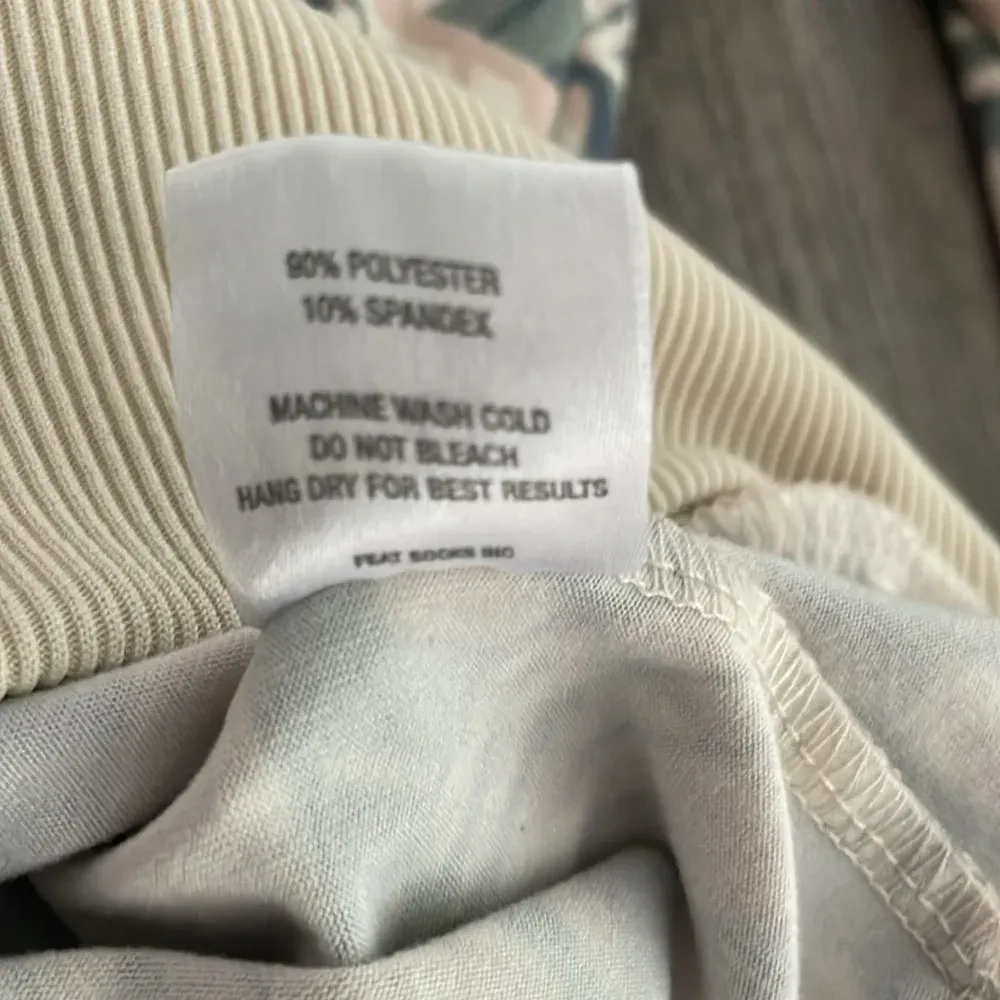 90% POLYESTER
10% SPANDEX
MACHINE WASH COLD
DO NOT BLEACH
HANG DRY FOR BEST RESULTS
FEAT SOCKS INC